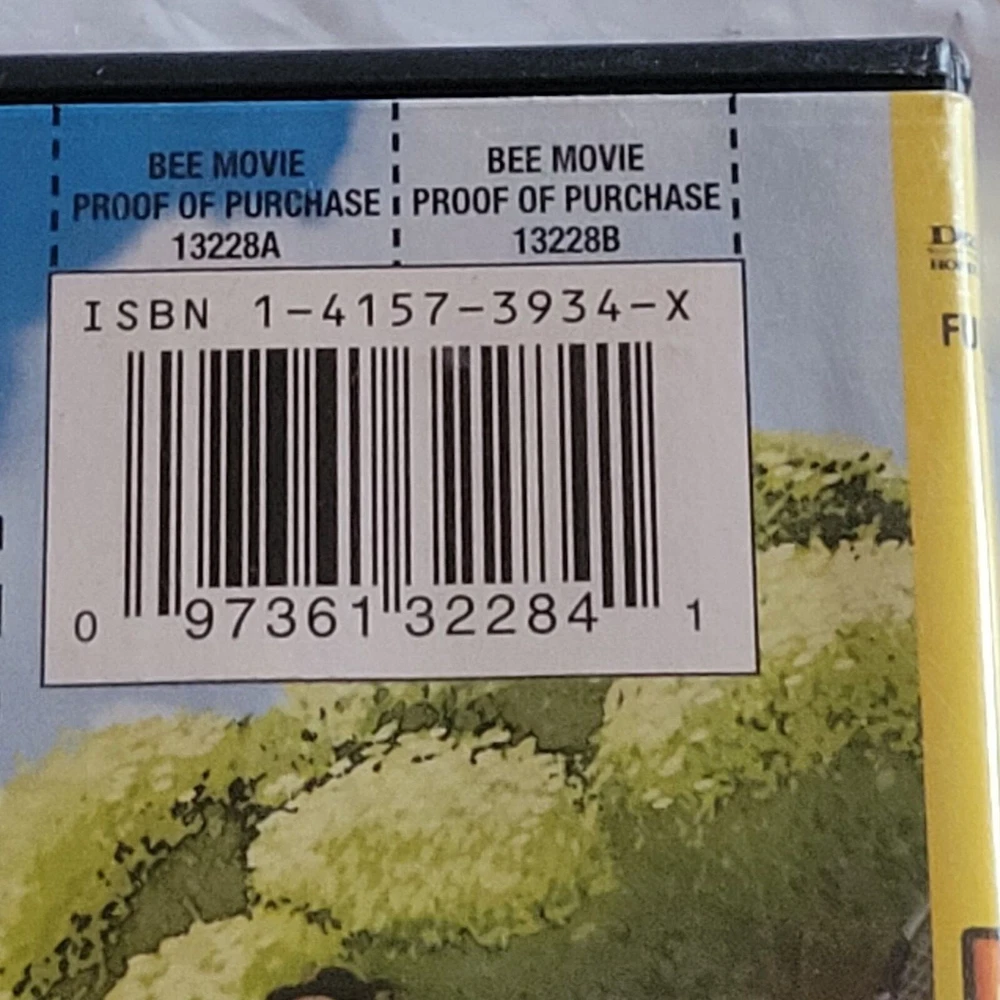 BEE MOVIE
PROOF OF PURCHASE
13228A
BEE MOVIE
PROOF OF PURCHASE
13228B
ISBN 1-4157-3934-X
0 97361 32284 1
FU